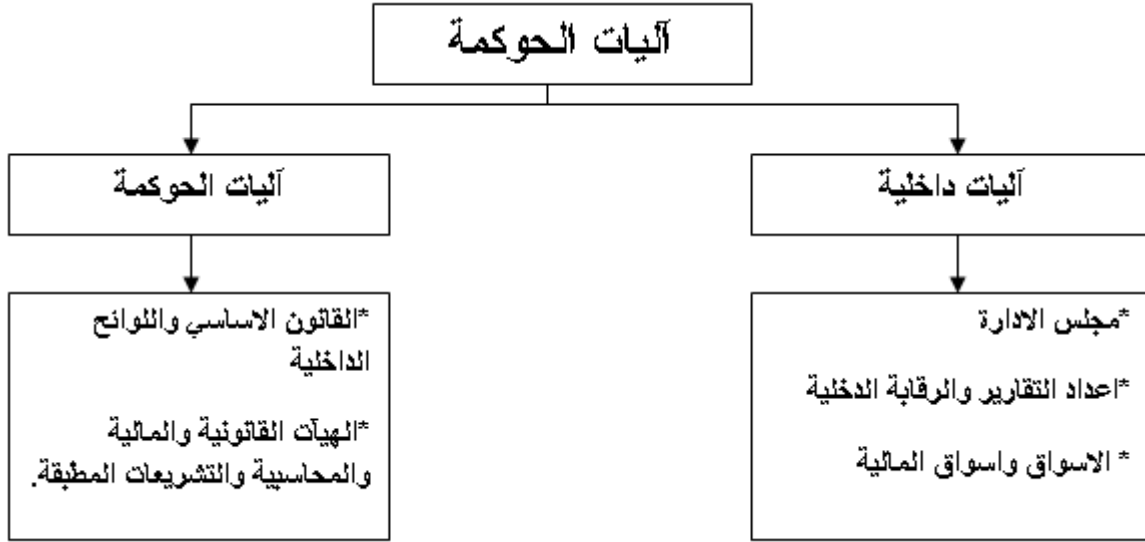 آليات الحوكمة
آليات داخلية
آليات الحوكمة
*مجلس الادارة
*اعداد التقارير والرقابة الدخلية
* الاسواق واسواق المالية
*القانون الاساسي واللوائح
الداخلية
*الهيآت القانونية والمالية
والمحاسبية والتشريعات المطبقة.